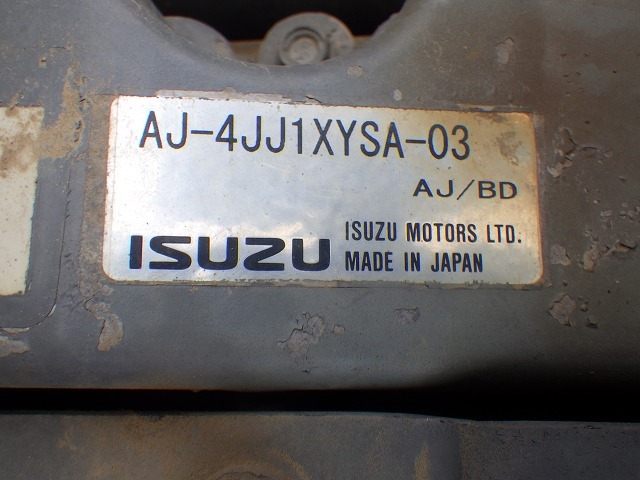 AJ-4JJ1XYSA-03
AJ/BD
ISUZU
ISUZU MOTORS LTD.
MADE IN JAPAN